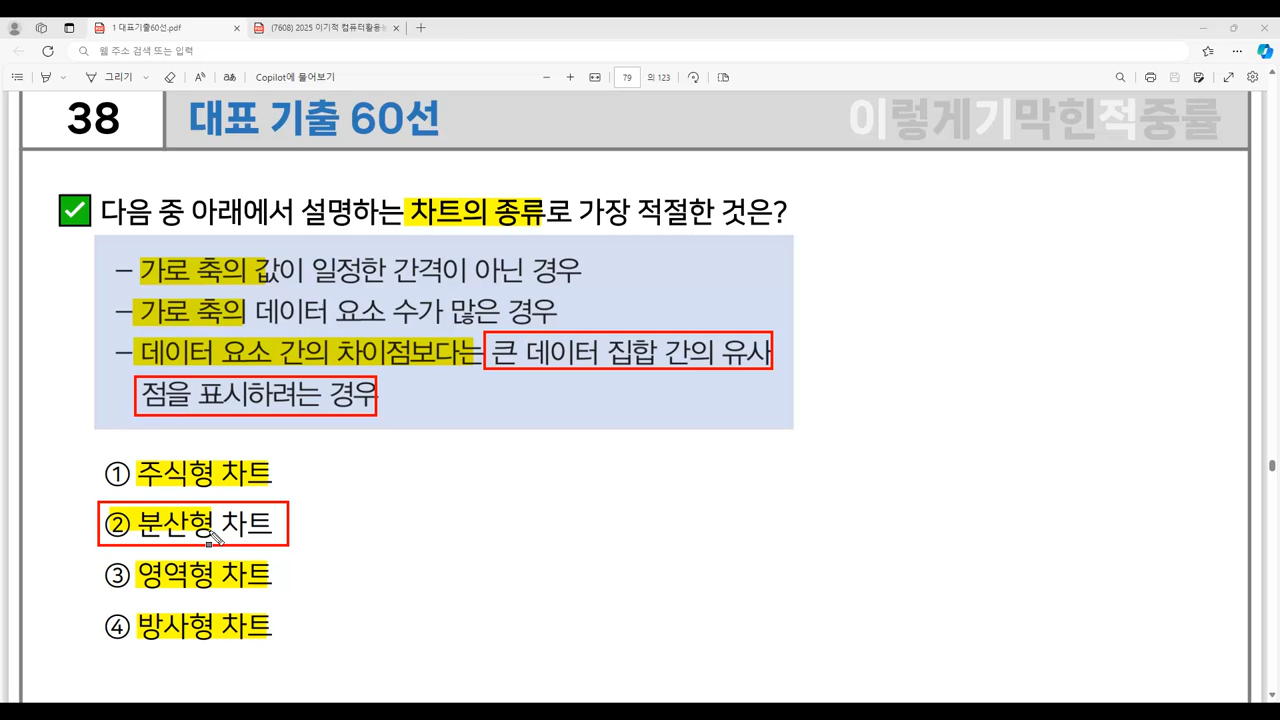 1 대표기출60선.pdf
(7608) 2025 이기적 컴퓨터활용능
웹 주소 검색 또는 입력
그리기
Copilot에 물어보기
79
의 123
38
대표 기출 60선
이렇게기막힌적중률
다음 중 아래에서 설명하는 차트의 종류로 가장 적절한 것은?
– 가로 축의 값이 일정한 간격이 아닌 경우
– 가로 축의 데이터 요소 수가 많은 경우
– 데이터 요소 간의 차이점보다는 큰 데이터 집합 간의 유사
점을 표시하려는 경우
① 주식형 차트
② 분산형 차트
③ 영역형 차트
④ 방사형 차트